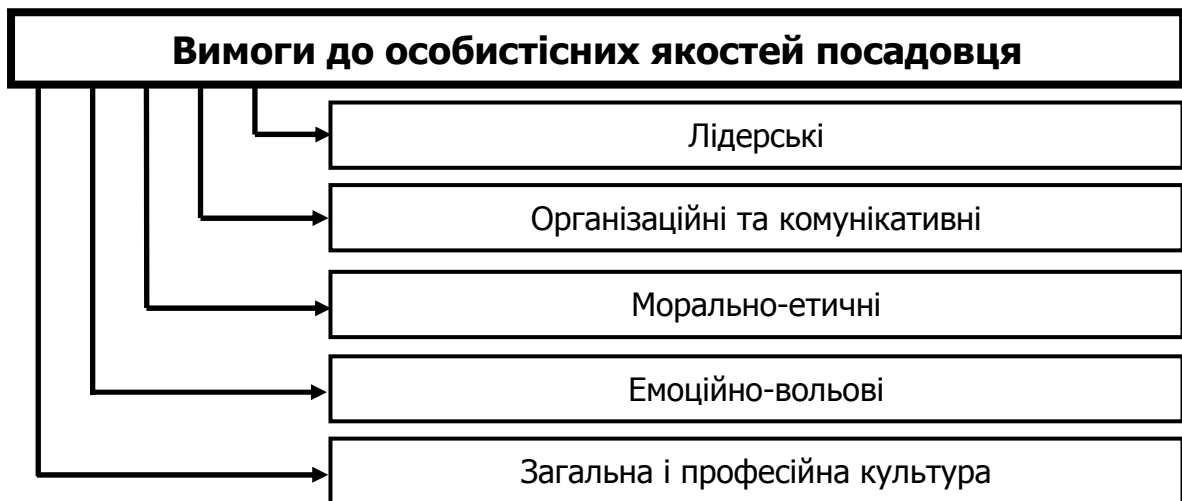 Вимоги до особистісних якостей посадовця
Лідерські
Організаційні та комунікативні
Морально-етичні
Емоційно-вольові
Загальна і професійна культура